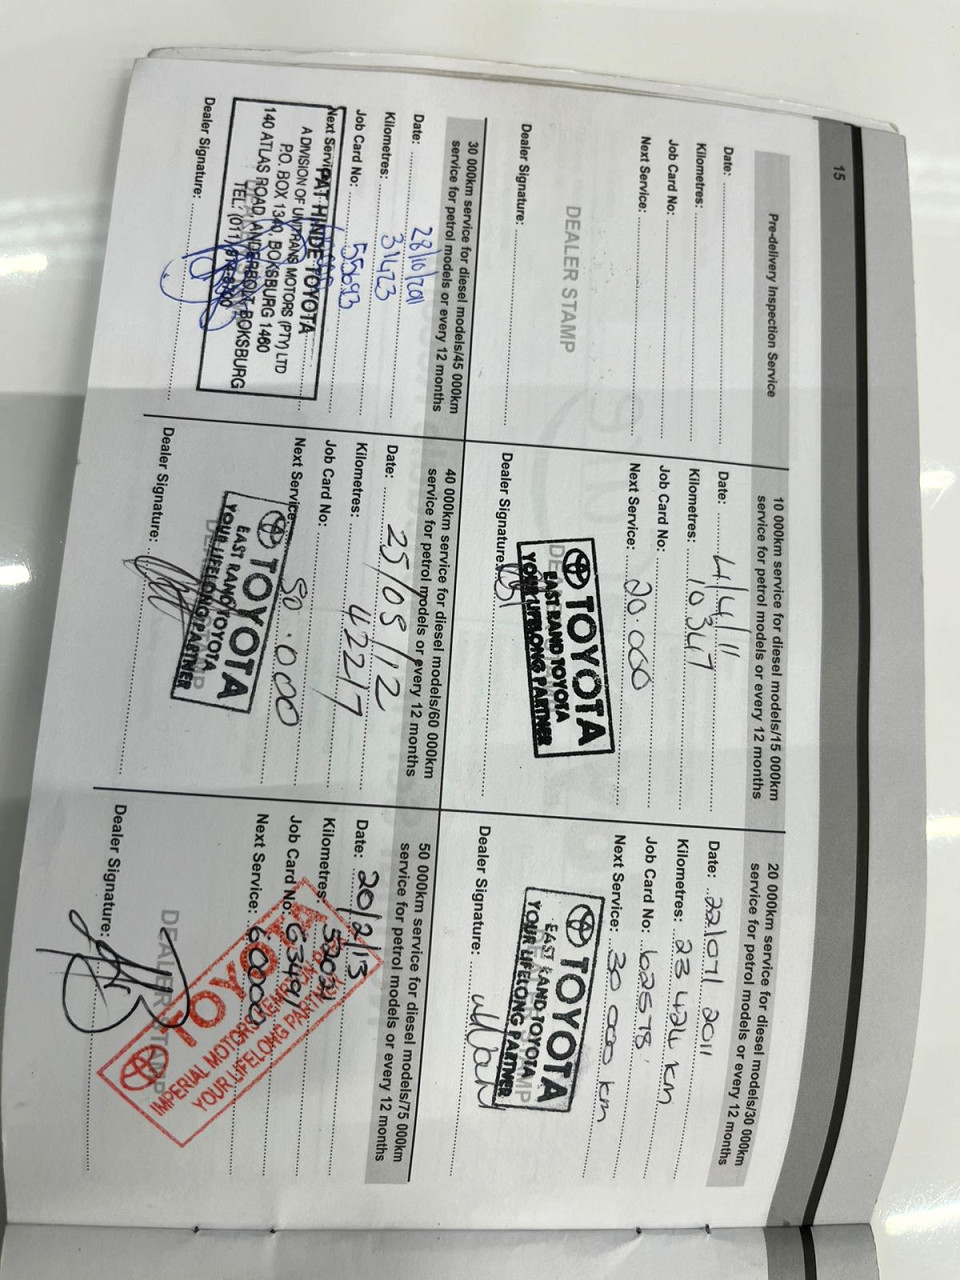 15
Pre-delivery Inspection Service
Date:
Kilometres:
Job Card No:
Next Service:
DEALER STAMP
Dealer Signature:
10 000km service for diesel models/15 000km
service for petrol models or every 12 months
Date: 4/4/11
Kilometres: 10347
Job Card No:
Next Service: 20.000
TOYOTA
EAST RAND TOYOTA
YOUR LIFELONG PARTNER
Dealer Signature:
20 000km service for diesel models/30 000km
service for petrol models or every 12 months
Date: 22/07/2011
Kilometres: 23 424 km
Job Card No: 62578
Next Service: 30 000 km
TOYOTA
EAST RAND TOYOTA
YOUR LIFELONG PARTNER
Dealer Signature:
30 000km service for diesel models/45 000km
service for petrol models or every 12 months
Date: 28/10/2011
Kilometres: 31423
Job Card No: 55693
Next Service:
PAT HINDE TOYOTA
A DIVISION OF UNITRANS MOTORS (PTY) LTD
P.O. BOX 1340, BOKSBURG 1460
140 ATLAS ROAD, ANDERBOLT, BOKSBURG
TEL: (011)
Dealer Signature:
40 000km service for diesel models/60 000km
service for petrol models or every 12 months
Date: 25/05/12
Kilometres: 42217
Job Card No:
Next Service: 50.000
TOYOTA
EAST RAND TOYOTA
YOUR LIFELONG PARTNER
Dealer Signature:
50 000km service for diesel models/75 000km
service for petrol models or every 12 months
Date: 20/2/13
Kilometres:
Job Card No: 63491
Next Service: 60000
DEALER STAMP
TOYOTA
IMPERIAL MOTORS
YOUR LIFELONG PARTNER
Dealer Signature: